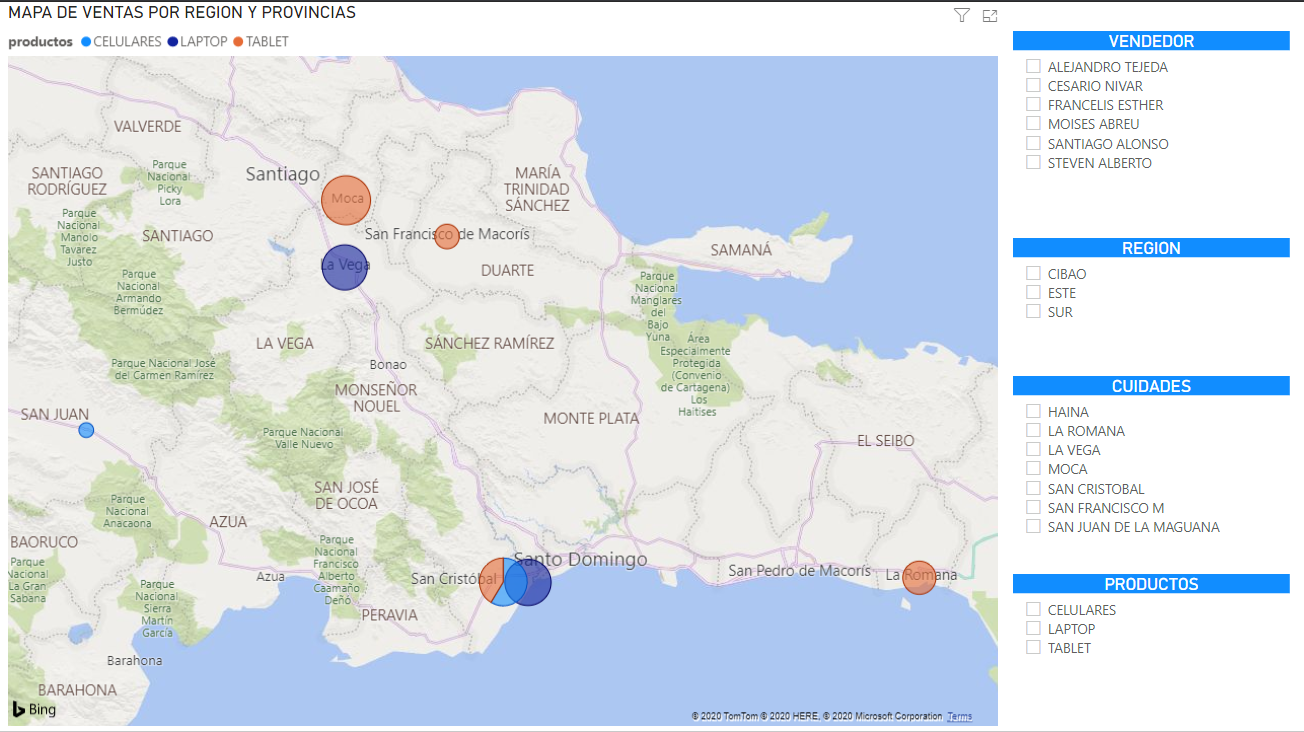 MAPA DE VENTAS POR REGION Y PROVINCIAS
productos CELULARES LAPTOP TABLET
VALVERDE
SANTIAGO
RODRÍGUEZ
Parque
Nacional
Picky
Lora
Santiago
Moca
MARÍA
TRINIDAD
SÁNCHEZ
Parque
Nacional
Manolo
Tavarez
Justo
SANTIAGO
San Francisco de Macorís
SAMANÁ
La Vega
DUARTE
Parque
Nacional
Armando
Bermúdez
Parque
Nacional
Manglares
del
Bajo
Yuna
LA VEGA
SÁNCHEZ RAMÍREZ
Área
Especialmente
Protegida
(Convenio
de Cartagena)
Los
Haitises
Parque Nacional José
del Carmen Ramírez
Bonao
MONSEÑOR
NOUEL
SAN JUAN
MONTE PLATA
Parque Nacional
Valle Nuevo
EL SEIBO
SAN JOSÉ
DE OCOA
Parque
Nacional
Anacaona
AZUA
BAORUCO
Parque
Nacional
La Gran
Sabana
Parque
Nacional
Francisco
Alberto
Caamaño
Deñó
Santo Domingo
San Cristóbal
San Pedro de Macorís
La Romana
Azua
Parque
Nacional
Sierra
Martín
García
PERAVIA
Barahona
BARAHONA
Bing
© 2020 TomTom © 2020 HERE, © 2020 Microsoft Corporation Terms
VENDEDOR
ALEJANDRO TEJEDA
CESARIO NIVAR
FRANCELIS ESTHER
MOISES ABREU
SANTIAGO ALONSO
STEVEN ALBERTO
REGION
CIBAO
ESTE
SUR
CUIDADES
HAINA
LA ROMANA
LA VEGA
MOCA
SAN CRISTOBAL
SAN FRANCISCO M
SAN JUAN DE LA MAGUANA
PRODUCTOS
CELULARES
LAPTOP
TABLET